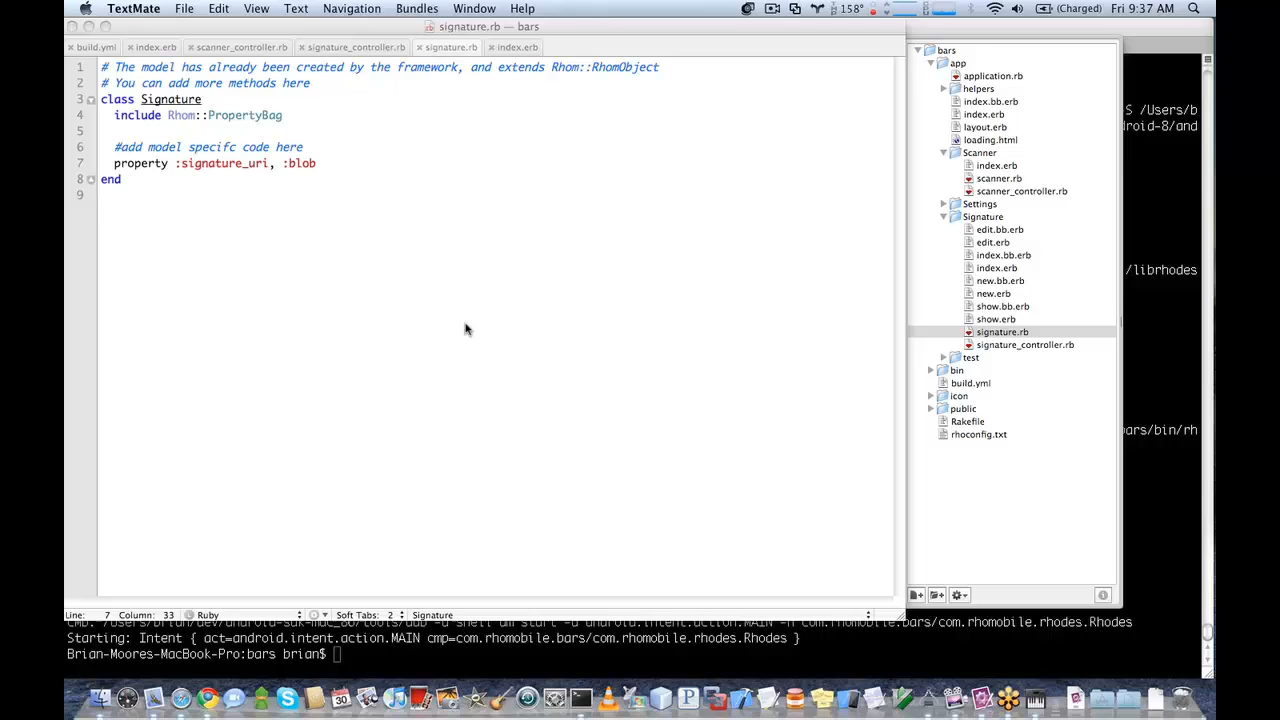 TextMate File Edit View Text Navigation Bundles Window Help 158° (Charged) Fri 9:37 AM
signature.rb — bars
build.yml index.erb scanner_controller.rb signature_controller.rb signature.rb index.erb
1 # The model has already been created by the framework, and extends Rhom::RhomObject
2 # You can add more methods here
3 class Signature
4 include Rhom::PropertyBag
5
6 #add model specifc code here
7 property :signature_uri, :blob
8 end
9
bars
app
application.rb
helpers
index.bb.erb
index.erb
layout.erb
loading.html
Scanner
index.erb
scanner.rb
scanner_controller.rb
Settings
Signature
edit.bb.erb
edit.erb
index.bb.erb
index.erb
new.bb.erb
new.erb
show.bb.erb
show.erb
signature.rb
signature_controller.rb
test
bin
build.yml
icon
public
Rakefile
rhoconfig.txt
S /Users/b
droid-8/and
/librhodes
bars/bin/rh
Line: 7 Column: 33 Ruby Soft Tabs: 2 Signature
Starting: Intent { act=android.intent.action.MAIN cmp=com.rhomobile.bars/com.rhomobile.rhodes.Rhodes }
Brian-Moores-MacBook-Pro:bars brian$